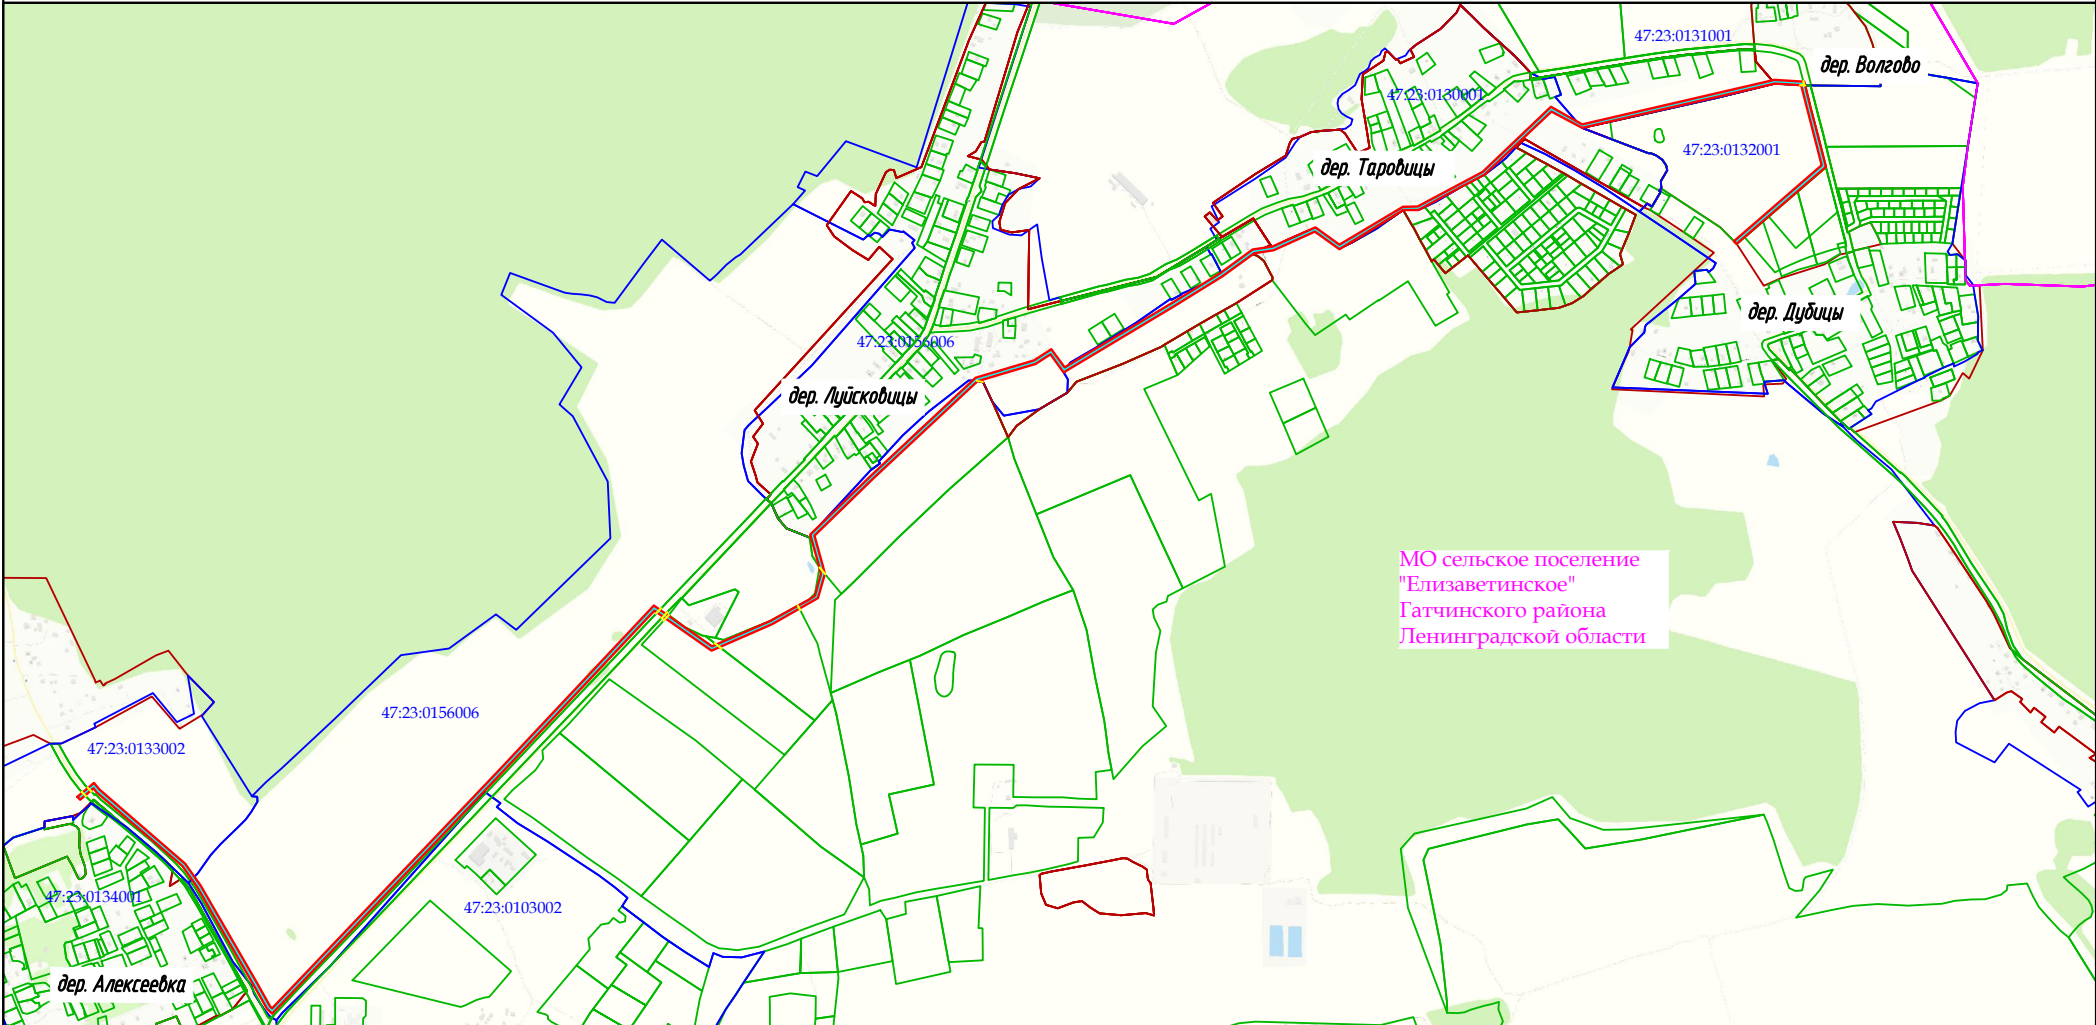 47:23:0131001
дер. Волгово
47:23:0130001
47:23:0132001
дер. Таровицы
дер. Дубицы
47:23:0156006
дер. Луйсковицы
МО сельское поселение
"Елизаветинское"
Гатчинского района
Ленинградской области
47:23:0156006
47:23:0133002
47:23:0134001
47:23:0103002
дер. Алексеевка